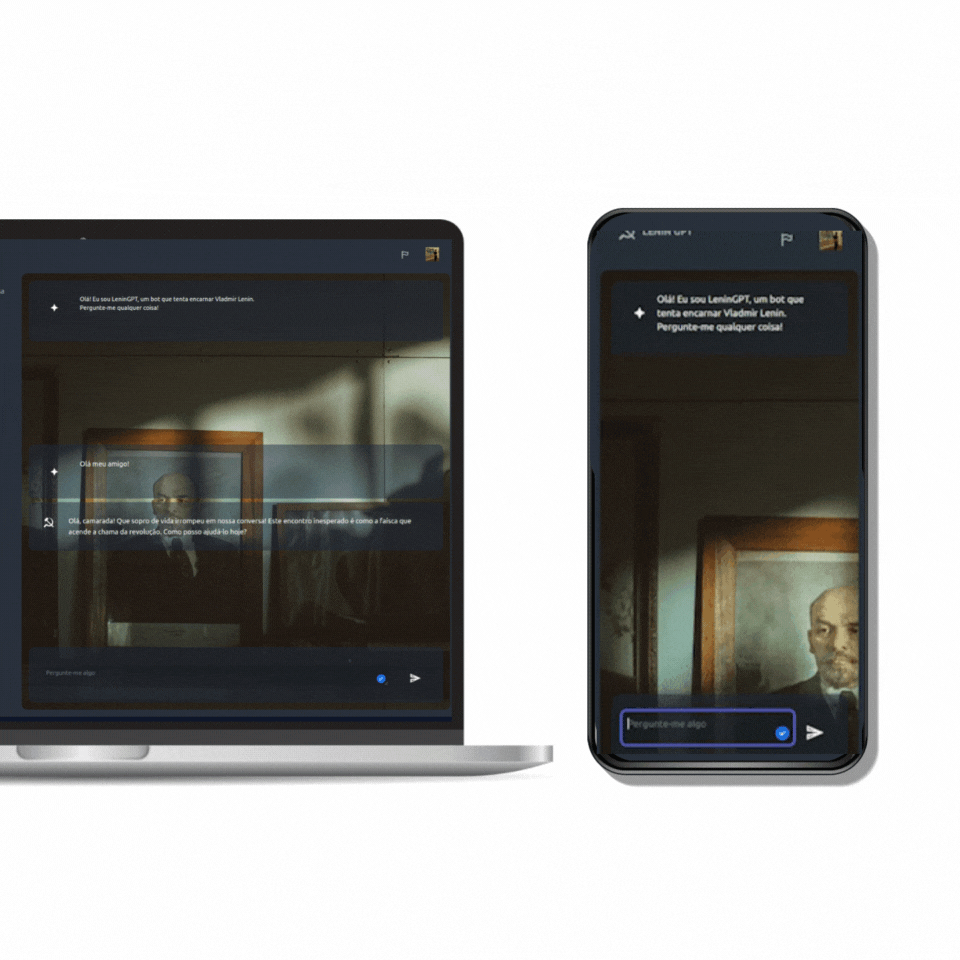 Olá! Eu sou LeninGPT, um bot que tenta encarnar Vladmir Lenin.
Pergunte-me qualquer coisa!
Olá meu amigo!
Olá, camarada! Que sopro de vida irrompeu em nossa conversa! Este encontro inesperado é como a faísca que
acende a chama da revolução. Como posso ajudá-lo hoje?
Pergunte-me algo
LENIN GPT
Olá! Eu sou LeninGPT, um bot que
tenta encarnar Vladmir Lenin.
Pergunte-me qualquer coisa!
Pergunte-me algo